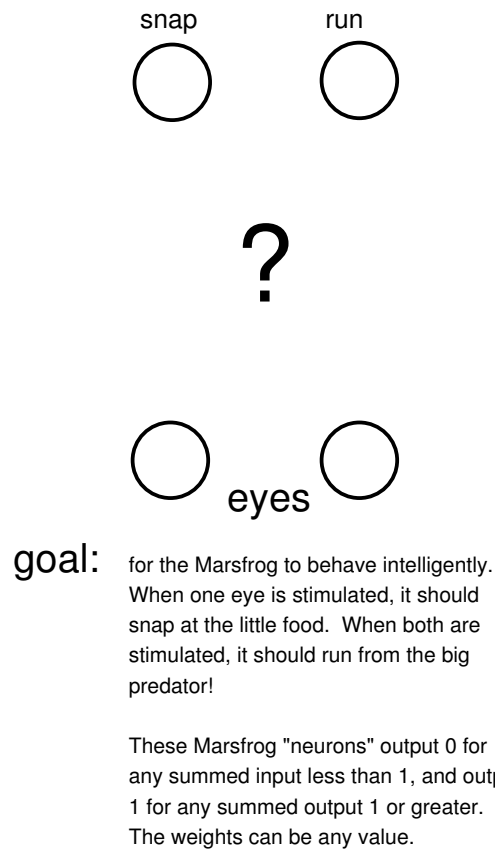 snap run
?
eyes
goal: for the Marsfrog to behave intelligently.
When one eye is stimulated, it should
snap at the little food. When both are
stimulated, it should run from the big
predator!
These Marsfrog "neurons" output 0 for
any summed input less than 1, and
1 for any summed output 1 or greater.
The weights can be any value.